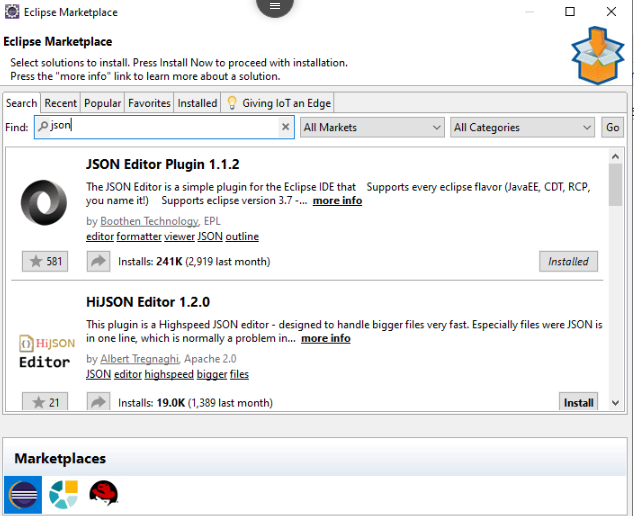 Eclipse Marketplace
Eclipse Marketplace
Select solutions to install. Press Install Now to proceed with installation.
Press the "more info" link to learn more about a solution.
Search Recent Popular Favorites Installed Giving IoT an Edge
Find: json All Markets All Categories Go
JSON Editor Plugin 1.1.2
The JSON Editor is a simple plugin for the Eclipse IDE that Supports every eclipse flavor (JavaEE, CDT, RCP,
you name it!) Supports eclipse version 3.7 -... more info
by Boothen Technology, EPL
editor formatter viewer JSON outline
581 Installs: 241K (2,919 last month) Installed
HiJSON Editor 1.2.0
This plugin is a Highspeed JSON editor - designed to handle bigger files very fast. Especially files were JSON is
in one line, which is normally a problem in... more info
{} HiJSON
Editor
by Albert Tregnaghi, Apache 2.0
JSON editor highspeed bigger files
21 Installs: 19.0K (1,389 last month) Install
Marketplaces